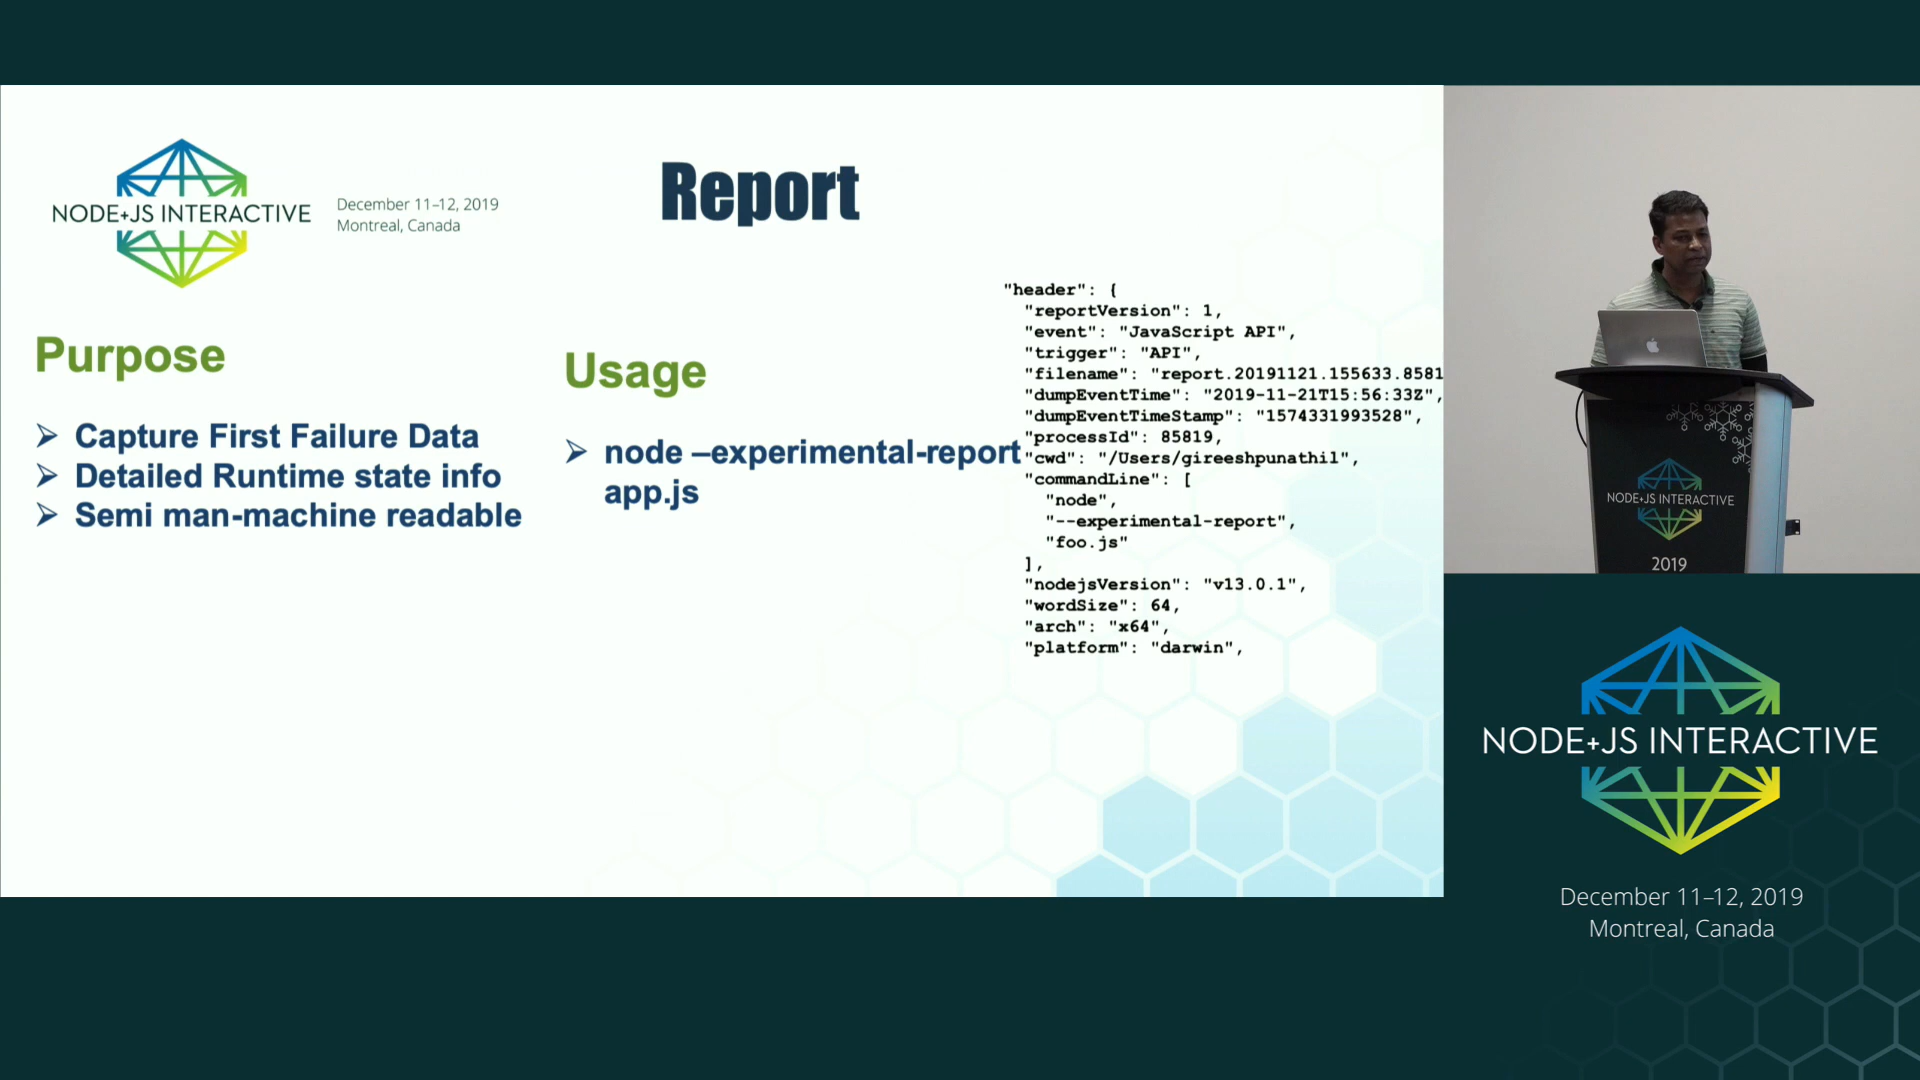 NODE+JS INTERACTIVE
December 11–12, 2019
Montreal, Canada
Report
Purpose
➢ Capture First Failure Data
➢ Detailed Runtime state info
➢ Semi man-machine readable
Usage
➢ node –experimental-report
app.js
"header": {
"reportVersion": 1,
"event": "JavaScript API",
"trigger": "API",
"filename": "report.20191121.155633.8581
"dumpEventTime": "2019-11-21T15:56:33Z",
"dumpEventTimeStamp": "1574331993528",
"processId": 85819,
"cwd": "/Users/gireeshpunathil",
"commandLine": [
"node",
"--experimental-report",
"foo.js"
],
"nodejsVersion": "v13.0.1",
"wordSize": 64,
"arch": "x64",
"platform": "darwin",
NODE+JS INTERACTIVE
2019
NODE+JS INTERACTIVE
December 11–12, 2019
Montreal, Canada